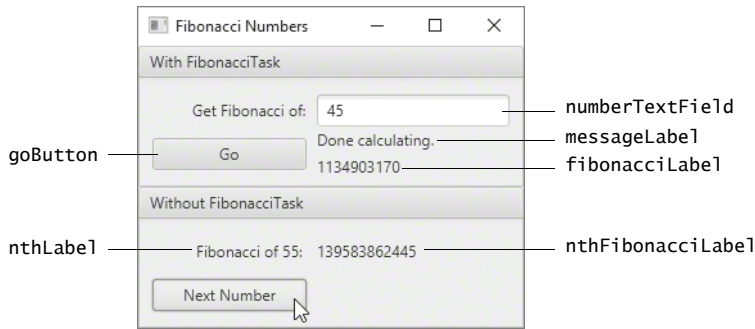 Fibonacci Numbers
With FibonacciTask
Get Fibonacci of: 45 numberTextField
Done calculating. messageLabel
goButton Go
1134903170 fibonacciLabel
Without FibonacciTask
nthLabel Fibonacci of 55: 139583862445 nthFibonacciLabel
Next Number